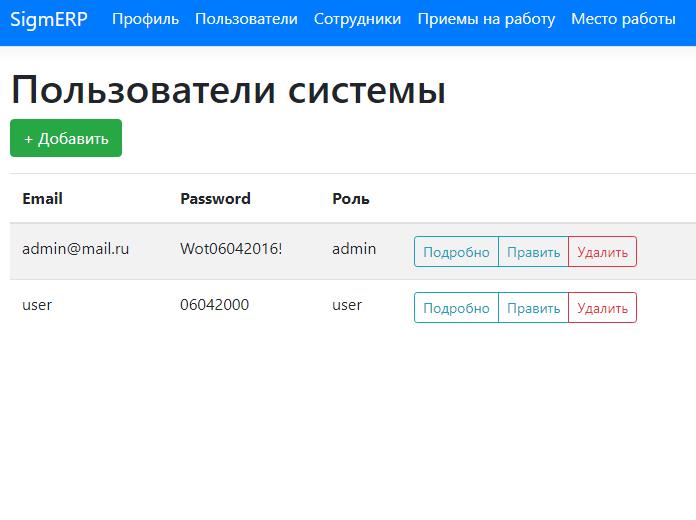 SigmERP Профиль Пользователи Сотрудники Приемы на работу Место работы
Пользователи системы
+ Добавить
Email Password Роль
admin@mail.ru Wot06042016! admin Подробно Править Удалить
user 06042000 user Подробно Править Удалить